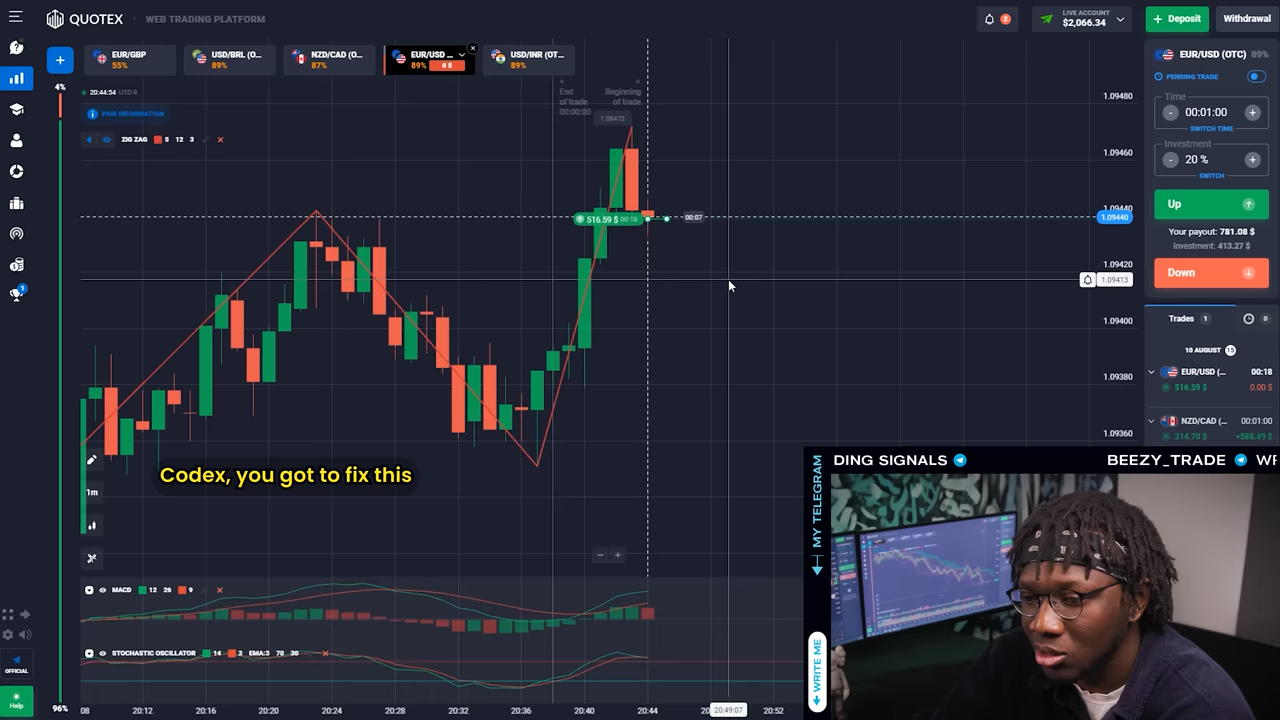 QUOTEX
WEB TRADING PLATFORM
2
LIVE ACCOUNT
$2,066.34
+ Deposit
Withdrawal
EUR/GBP
55%
USD/BRL (O...
89%
NZD/CAD (O...
87%
EUR/USD ...
89%
0 $
USD/INR (OT...
89%
EUR/USD (OTC)
89%
PENDING TRADE
Time
00:01:00
SWITCH TIME
Investment
20 %
SWITCH
Up
Your payout: 781.08 $
Investment: 413.27 $
Down
Trades 1
8
10 AUGUST 15
EUR/USD (...
00:18
516.59 $
0.00 $
NZD/CAD (...
00:01:00
314.70 $
+588.49 $
4%
20:44:54 UTC-9
PAIR INFORMATION
ZIG ZAG
5 12 3
End
of trade
00:00:00
Beginning
of trade
1.09472
516.59 $ 00:18
00:07
1.09480
1.09460
1.09440
1.09440
1.09420
1.09413
1.09400
1.09380
1.09360
Codex, you got to fix this
1m
MACD 12 26 9
STOCHASTIC OSCILLATOR 14 3 EMA:3 70 30
OFFICIAL
Help
1
96%
:08
20:12
20:16
20:20
20:24
20:28
20:32
20:36
20:40
20:44
20:49:07
20:52
DING SIGNALS
BEEZY_TRADE
MY TELEGRAM
WRITE ME